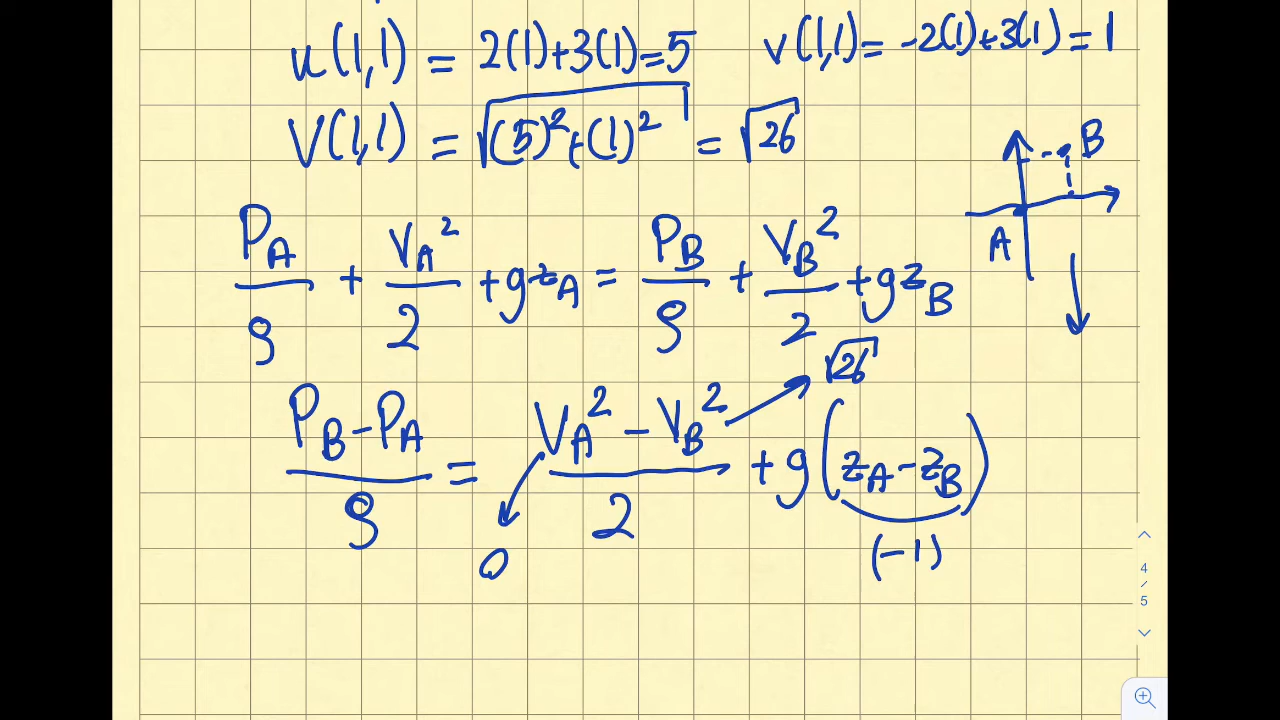 u(1,1) = 2(1)+3(1)=5 v(1,1)= -2(1)+3(1)=1
V(1,1) = √(5)²+(1)² = √26
B
A
P_A/ρ + V_A²/2 + gz_A = P_B/ρ + V_B²/2 + gz_B
√26
(P_B-P_A)/ρ = (V_A² - V_B²)/2 + g(z_A-z_B)
0 (-1)
4
/
5